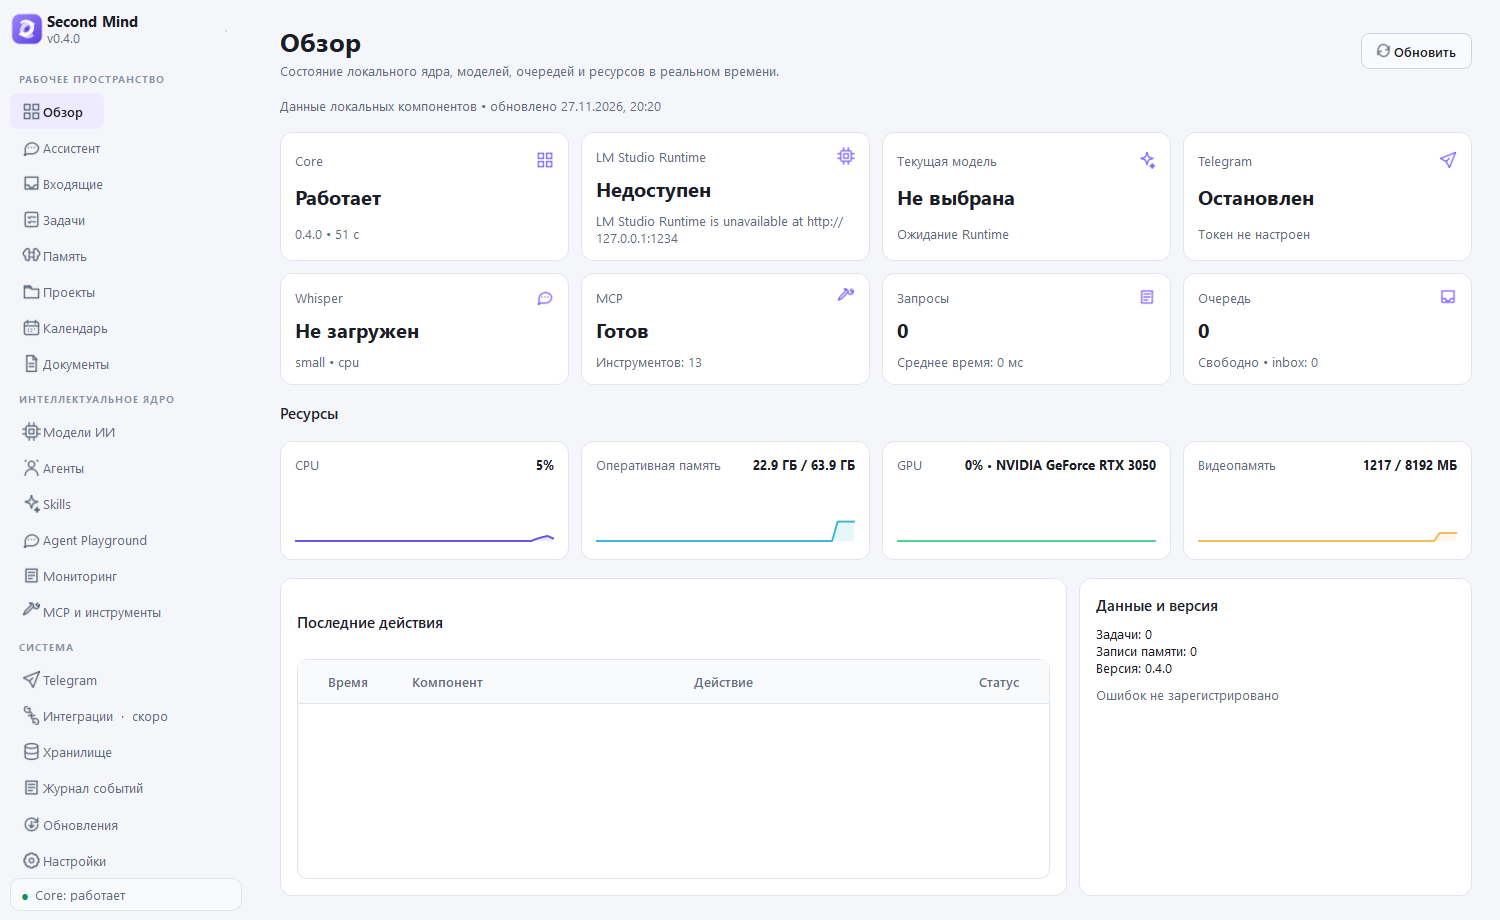 Second Mind
v0.4.0
РАБОЧЕЕ ПРОСТРАНСТВО
Обзор
Ассистент
Входящие
Задачи
Память
Проекты
Календарь
Документы
ИНТЕЛЛЕКТУАЛЬНОЕ ЯДРО
Модели ИИ
Агенты
Skills
Agent Playground
Мониторинг
MCP и инструменты
СИСТЕМА
Telegram
Интеграции · скоро
Хранилище
Журнал событий
Обновления
Настройки
Core: работает
Обзор
Состояние локального ядра, моделей, очередей и ресурсов в реальном времени.
Обновить
Данные локальных компонентов • обновлено 27.11.2026, 20:20
Core
Работает
0.4.0 • 51 с
LM Studio Runtime
Недоступен
LM Studio Runtime is unavailable at http://
127.0.0.1:1234
Текущая модель
Не выбрана
Ожидание Runtime
Telegram
Остановлен
Токен не настроен
Whisper
Не загружен
small • cpu
MCP
Готов
Инструментов: 13
Запросы
0
Среднее время: 0 мс
Очередь
0
Свободно • inbox: 0
Ресурсы
CPU 5%
Оперативная память 22.9 ГБ / 63.9 ГБ
GPU 0% • NVIDIA GeForce RTX 3050
Видеопамять 1217 / 8192 МБ
Последние действия
Время Компонент Действие Статус
Данные и версия
Задачи: 0
Записи памяти: 0
Версия: 0.4.0
Ошибок не зарегистрировано